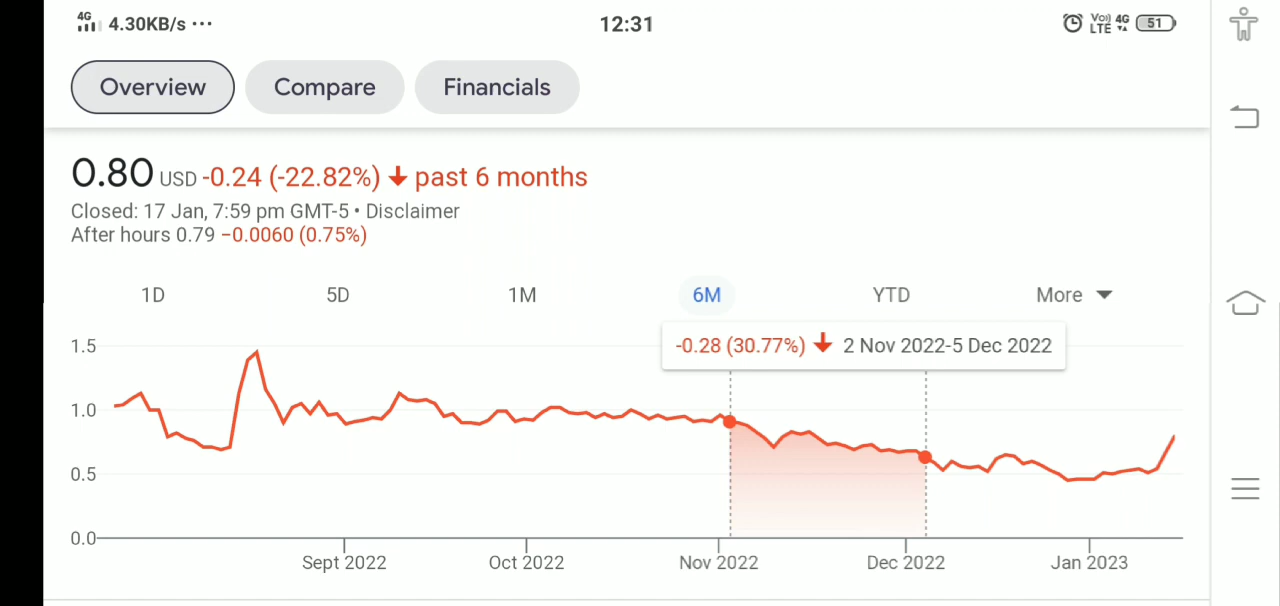 4G 4.30KB/s ··· 12:31 Vo) LTE 4G 51
Overview Compare Financials
0.80 USD -0.24 (-22.82%) ↓ past 6 months
Closed: 17 Jan, 7:59 pm GMT-5 • Disclaimer
After hours 0.79 −0.0060 (0.75%)
1D 5D 1M 6M YTD More
-0.28 (30.77%) ↓ 2 Nov 2022-5 Dec 2022
1.5
1.0
0.5
0.0
Sept 2022 Oct 2022 Nov 2022 Dec 2022 Jan 2023